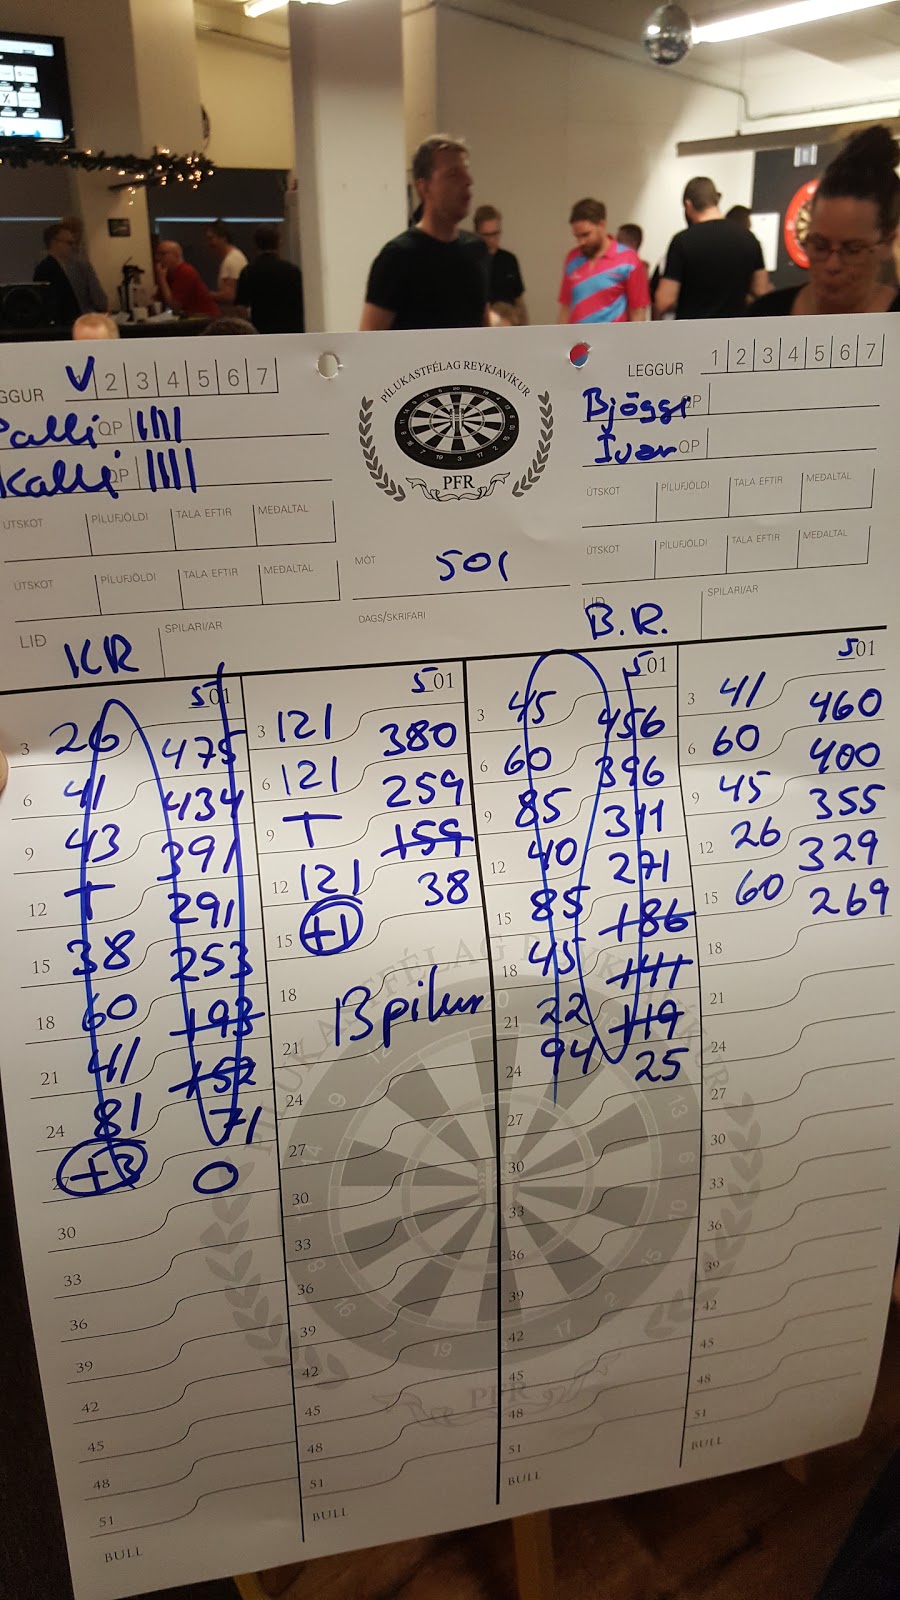 GGUR 2 3 4 5 6 7
Palli QP
Kalli QP
ÚTSKOT PÍLUFJÖLDI TALA EFTIR MEÐALTAL
ÚTSKOT PÍLUFJÖLDI TALA EFTIR MEÐALTAL
LIÐ KR SPILARI/AR
PÍLUKASTFÉLAG REYKJAVÍKUR
PFR
MÓT 501
DAGS/SKRIFARI
LEGGUR 1 2 3 4 5 6 7
Bjöggi QP
Ívar QP
ÚTSKOT PÍLUFJÖLDI TALA EFTIR MEÐALTAL
ÚTSKOT PÍLUFJÖLDI TALA EFTIR MEÐALTAL
LIÐ B.R. SPILARI/AR
501
3 26 475
6 41 434
9 43 391
12 T 291
15 38 253
18 60 193
21 41 152
24 81 71
27 +3 0
30
33
36
39
42
45
48
51
BULL
501
3 121 380
6 121 259
9 T 159
12 121 38
15 +1
18
13 pílur
21
24
27
30
33
36
39
42
45
48
51
BULL
501
3 45 456
6 60 396
9 85 311
12 40 271
15 85 186
18 45 141
21 22 119
24 94 25
27
30
33
36
39
42
45
48
51
BULL
501
3 41 460
6 60 400
9 45 355
12 26 329
15 60 269
18
21
24
27
30
33
36
39
42
45
48
51
BULL
PÍLUKASTFÉLAG REYKJAVÍKUR
PFR